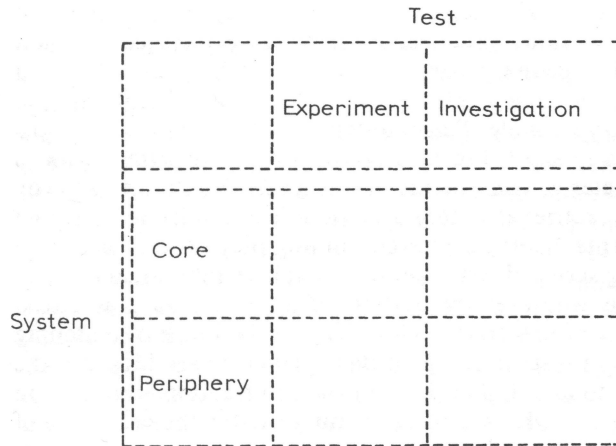 Test
Experiment Investigation
Core
System
Periphery